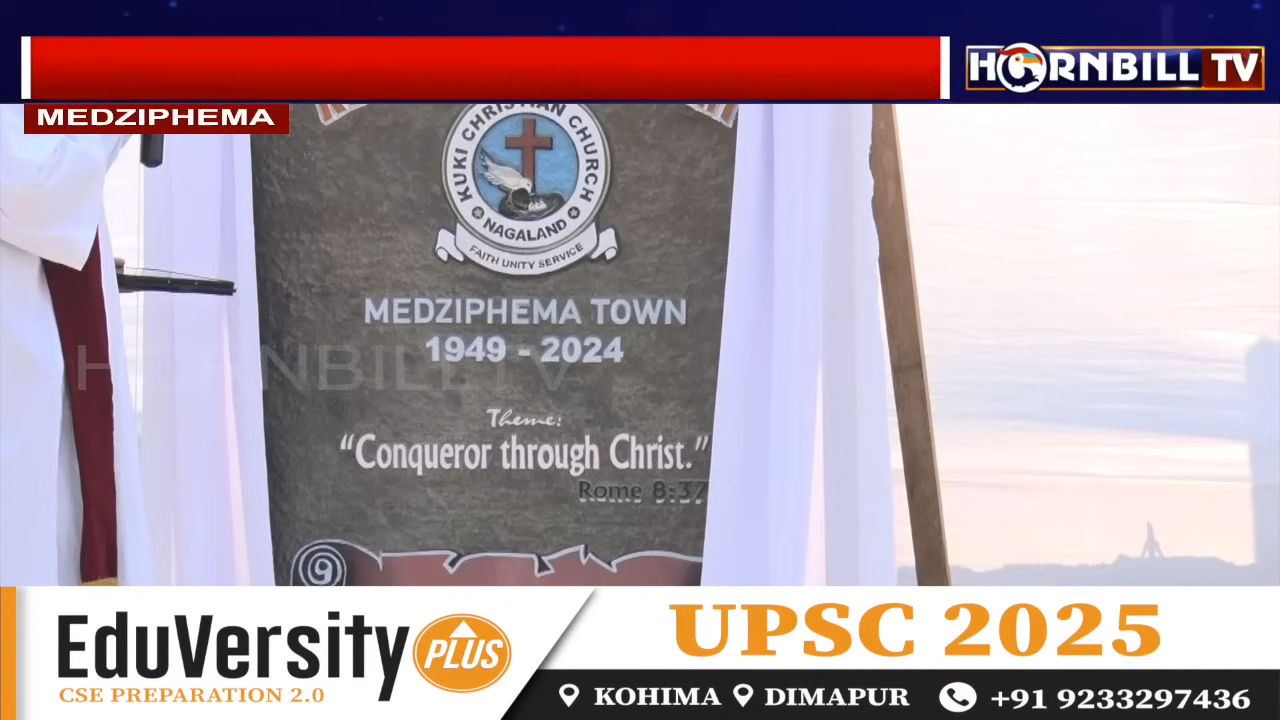 HORNBILL TV
MEDZIPHEMA
KUKI CHRISTIAN CHURCH
NAGALAND
FAITH UNITY SERVICE
MEDZIPHEMA TOWN
1949 - 2024
HORNBILL TV
Theme:
"Conqueror through Christ."
Rome 8:37
EduVersity PLUS
CSE PREPARATION 2.0
UPSC 2025
KOHIMA DIMAPUR +91 9233297436